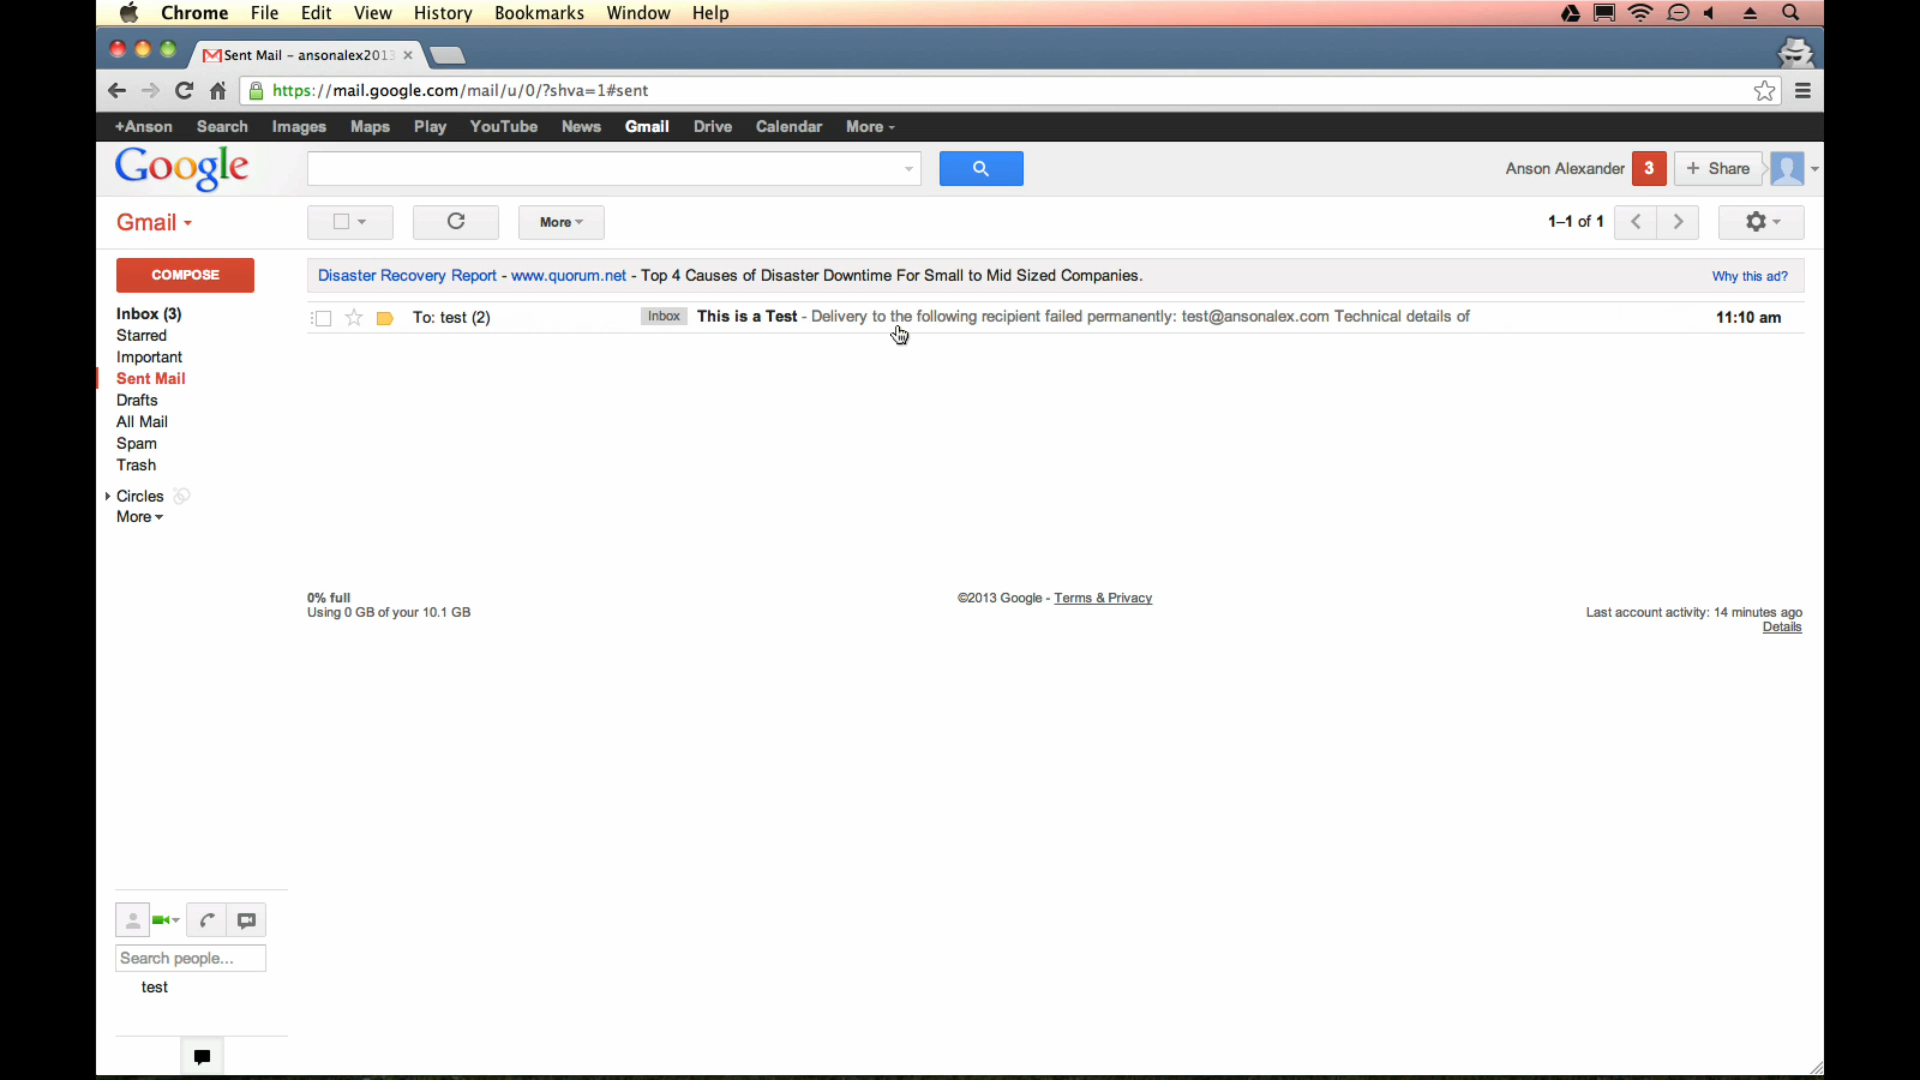 Chrome File Edit View History Bookmarks Window Help
Sent Mail – ansonalex2013
https://mail.google.com/mail/u/0/?shva=1#sent
+Anson Search Images Maps Play YouTube News Gmail Drive Calendar More
Google
Anson Alexander 3 + Share
Gmail
More
1–1 of 1
COMPOSE
Disaster Recovery Report - www.quorum.net - Top 4 Causes of Disaster Downtime For Small to Mid Sized Companies.
Why this ad?
To: test (2) Inbox This is a Test - Delivery to the following recipient failed permanently: test@ansonalex.com Technical details of 11:10 am
Inbox (3)
Starred
Important
Sent Mail
Drafts
All Mail
Spam
Trash
Circles
More
0% full
Using 0 GB of your 10.1 GB
©2013 Google - Terms & Privacy
Last account activity: 14 minutes ago
Details
Search people...
test